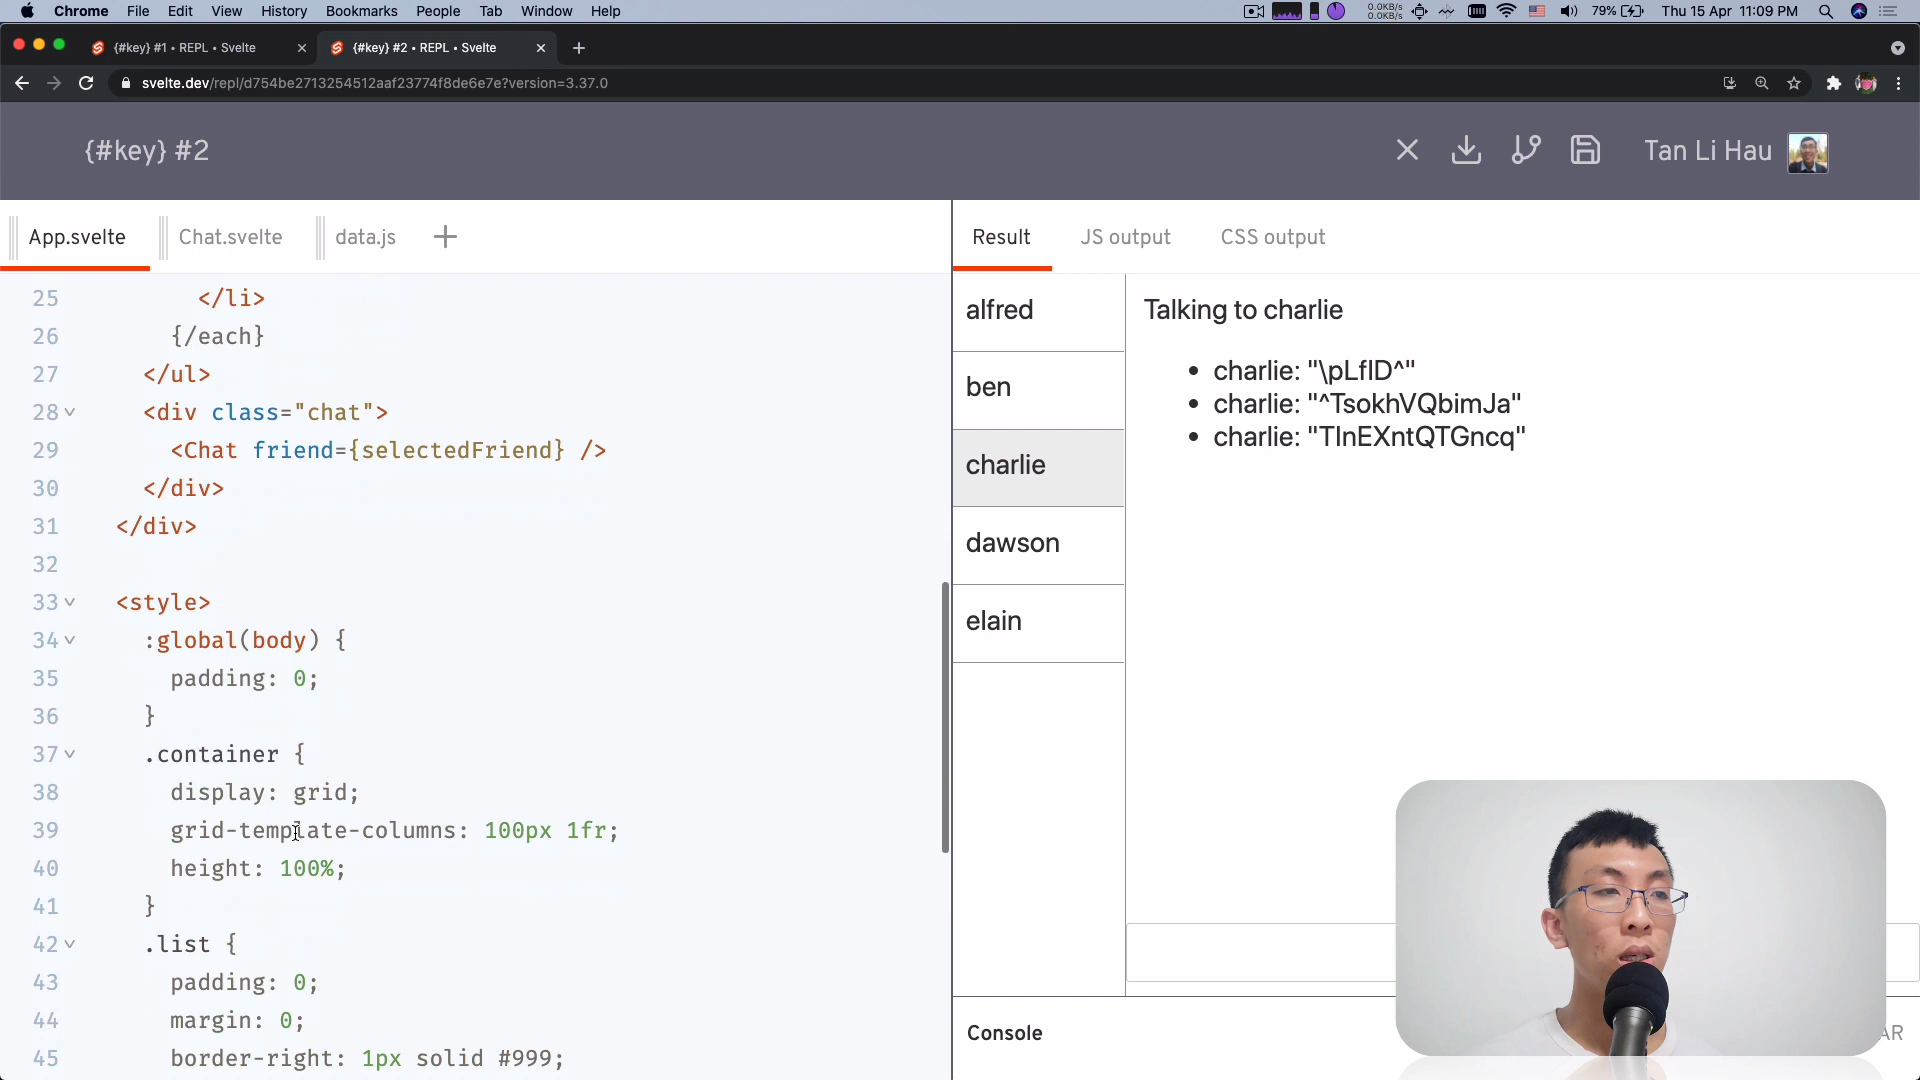 Chrome File Edit View History Bookmarks People Tab Window Help
0.0KB/s
0.0KB/s
79%
Thu 15 Apr 11:09 PM
{#key} #1 • REPL • Svelte
{#key} #2 • REPL • Svelte
svelte.dev/repl/d754be2713254512aaf23774f8de6e7e?version=3.37.0
{#key} #2
Tan Li Hau
App.svelte Chat.svelte data.js
25 </li>
26 {/each}
27 </ul>
28 <div class="chat">
29 <Chat friend={selectedFriend} />
30 </div>
31 </div>
32
33 <style>
34 :global(body) {
35 padding: 0;
36 }
37 .container {
38 display: grid;
39 grid-template-columns: 100px 1fr;
40 height: 100%;
41 }
42 .list {
43 padding: 0;
44 margin: 0;
45 border-right: 1px solid #999;
Result JS output CSS output
alfred
ben
charlie
dawson
elain
Talking to charlie
• charlie: "\pLfID^"
• charlie: "^TsokhVQbimJa"
• charlie: "TInEXntQTGncq"
Console
AR